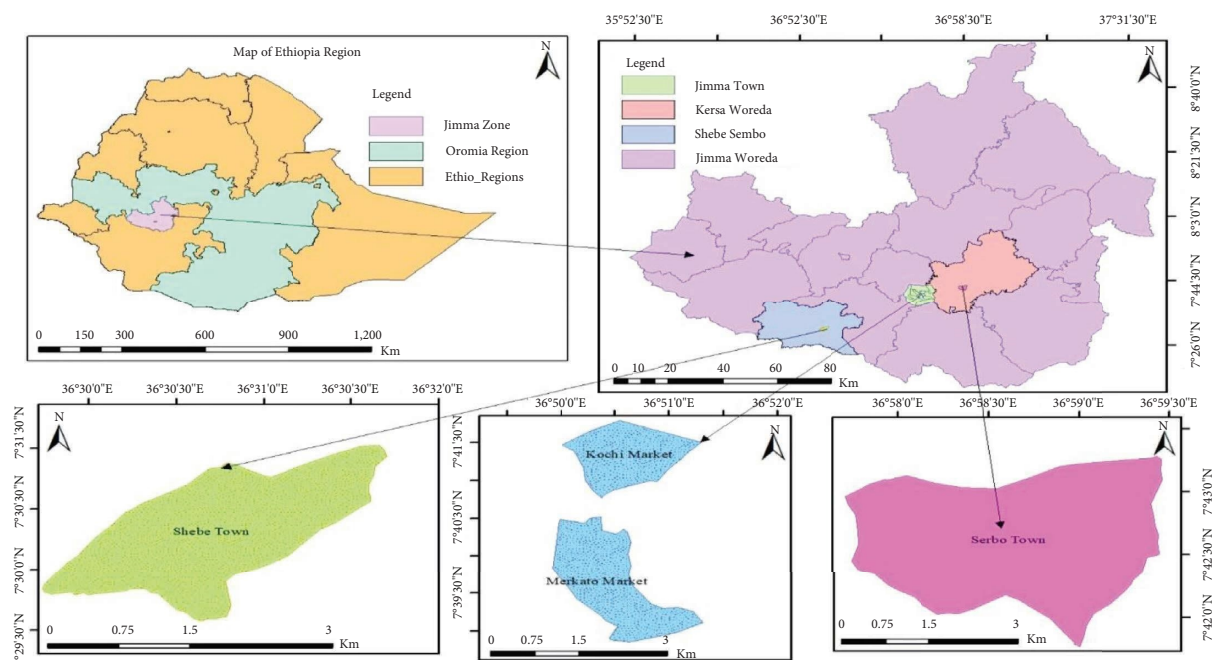 Map of Ethiopia Region
N
Legend
Jimma Zone
Oromia Region
Ethio_Regions
0 150 300 600 900 1,200
Km
35°52'30"E 36°52'30"E 36°58'30"E 37°31'30"E
Legend
Jimma Town
Kersa Woreda
Shebe Sembo
Jimma Woreda
N
8°40'0"N
8°21'30"N
8°3'0"N
7°44'30"N
7°26'0"N
0 10 20 40 60 80
Km
36°30'0"E 36°30'30"E 36°31'0"E 36°30'30"E 36°32'0"E
N
7°31'30"N
7°30'30"N
7°30'0"N
7°29'30"N
Shebe Town
0 0.75 1.5 3
Km
36°50'0"E 36°51'0"E 36°52'0"E
N
7°41'30"N
7°40'30"N
7°39'30"N
Kochi Market
Merkato Market
0 0.75 1.5 3
Km
36°58'0"E 36°58'30"E 36°59'0"E 36°59'30"E
N
7°43'0"N
7°42'30"N
7°42'0"N
Serbo Town
0 0.75 1.5 3
Km